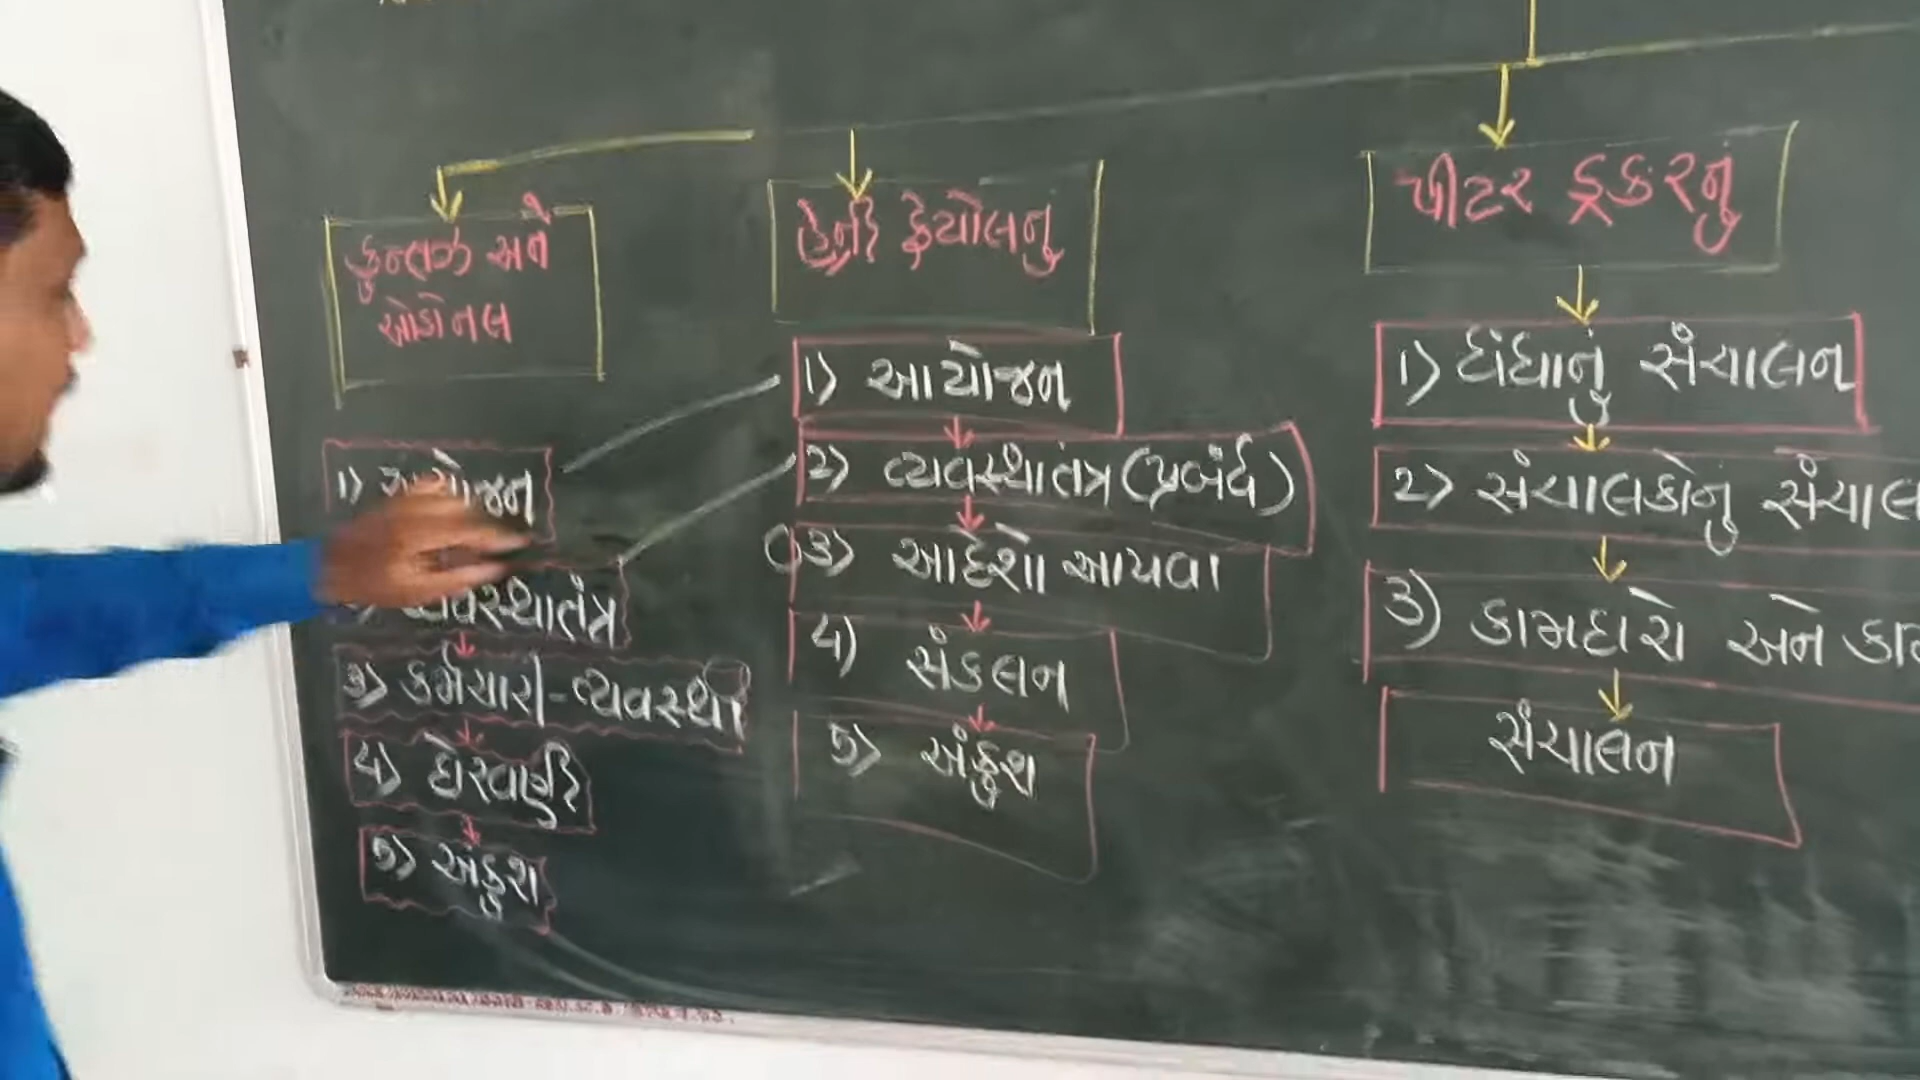 કુન્ત્ઝ અને
ઓડોનલ
૧) આયોજન
વ્યવસ્થાતંત્ર
૩) કર્મચારી-વ્યવસ્થા
૪) દોરવણી
૫) અંકુશ
હેન્રી ફેયોલનું
૧) આયોજન
૨) વ્યવસ્થાતંત્ર (પ્રબંધ)
૩) આદેશો આપવા
૪) સંકલન
૫) અંકુશ
પીટર ડ્રકરનું
૧) ધંધાનું સંચાલન
૨) સંચાલકોનું સંચાલ
૩) કામદારો અને કામ
સંચાલન